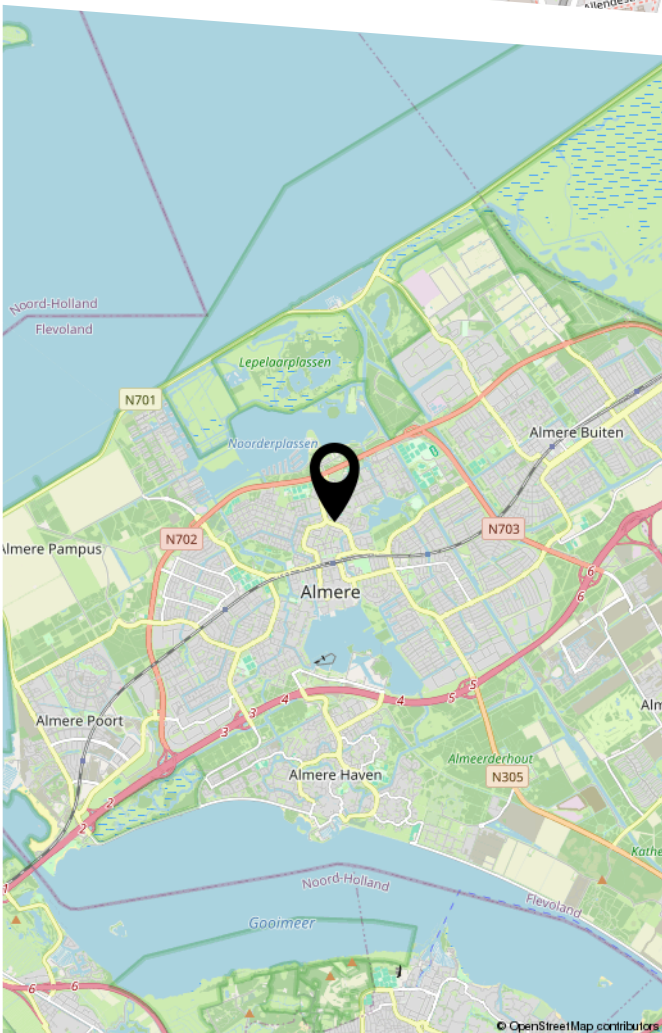 Noord-Holland
Flevoland
Lepelaarplassen
N701
Noorderplassen
Almere Buiten
N702
N703
Almere Pampus
6
6
Almere
5
5
4
4
3
3
Almere Poort
Almeerderhout
Almere Haven
N305
2
2
1
Noord-Holland
Flevoland
Gooimeer
6
6
© OpenStreetMap contributors